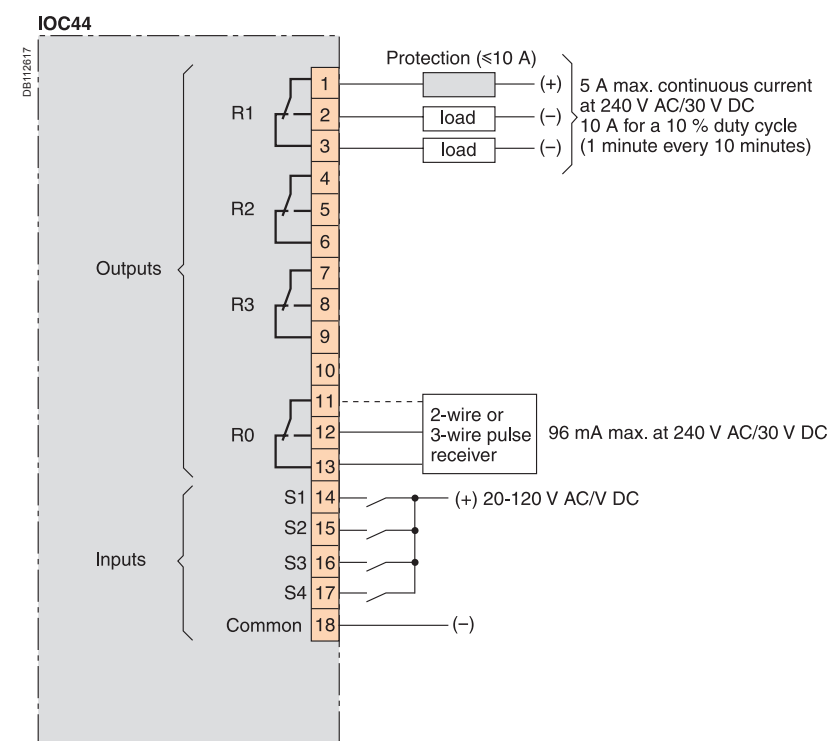 IOC44
DB112617
Protection (⩽10 A)
1
(+)
5 A max. continuous current
R1
2
load
(–)
at 240 V AC/30 V DC
10 A for a 10 % duty cycle
3
load
(–)
(1 minute every 10 minutes)
4
R2
5
6
Outputs
7
R3
8
9
10
11
2-wire or
R0
12
3-wire pulse
96 mA max. at 240 V AC/30 V DC
receiver
13
S1
14
(+) 20-120 V AC/V DC
S2
15
Inputs
S3
16
S4
17
Common
18
(–)